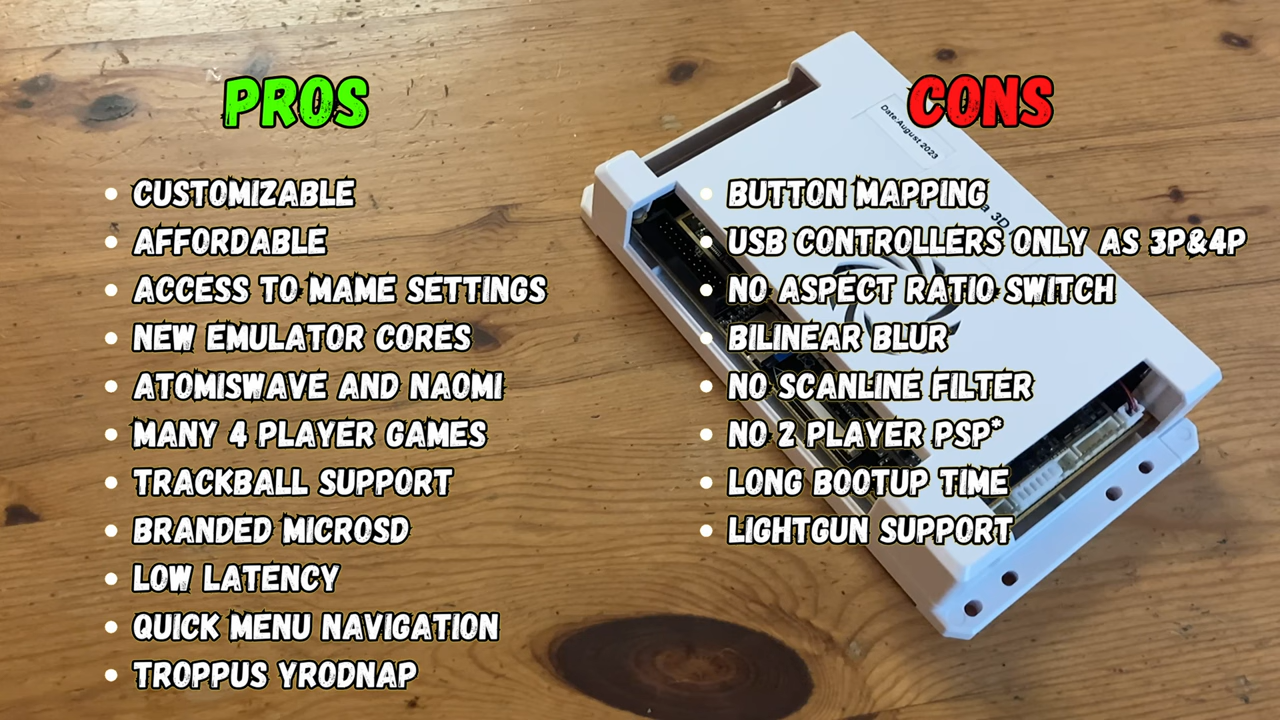 PROS
CUSTOMIZABLE
AFFORDABLE
ACCESS TO MAME SETTINGS
NEW EMULATOR CORES
ATOMISWAVE AND NAOMI
MANY 4 PLAYER GAMES
TRACKBALL SUPPORT
BRANDED MICROSD
LOW LATENCY
QUICK MENU NAVIGATION
TROPPUS YRODNAP
CONS
BUTTON MAPPING
USB CONTROLLERS ONLY AS 3P&4P
NO ASPECT RATIO SWITCH
BILINEAR BLUR
NO SCANLINE FILTER
NO 2 PLAYER PSP*
LONG BOOTUP TIME
LIGHTGUN SUPPORT
Date:August 2023
3D